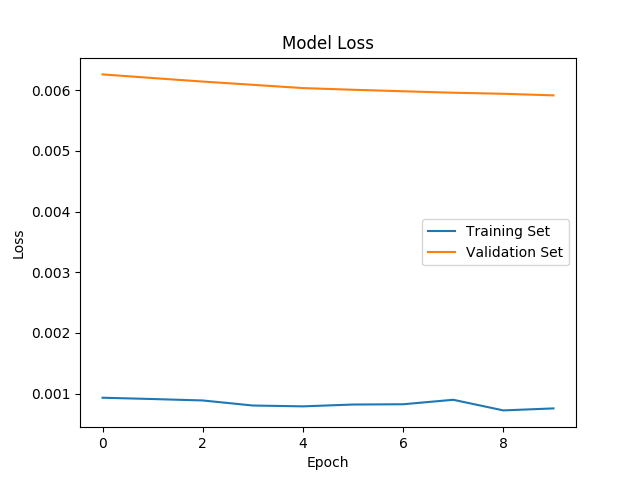 Model Loss
0.006
0.005
0.004
0.003
0.002
0.001
Loss
Training Set
Validation Set
0 2 4 6 8
Epoch